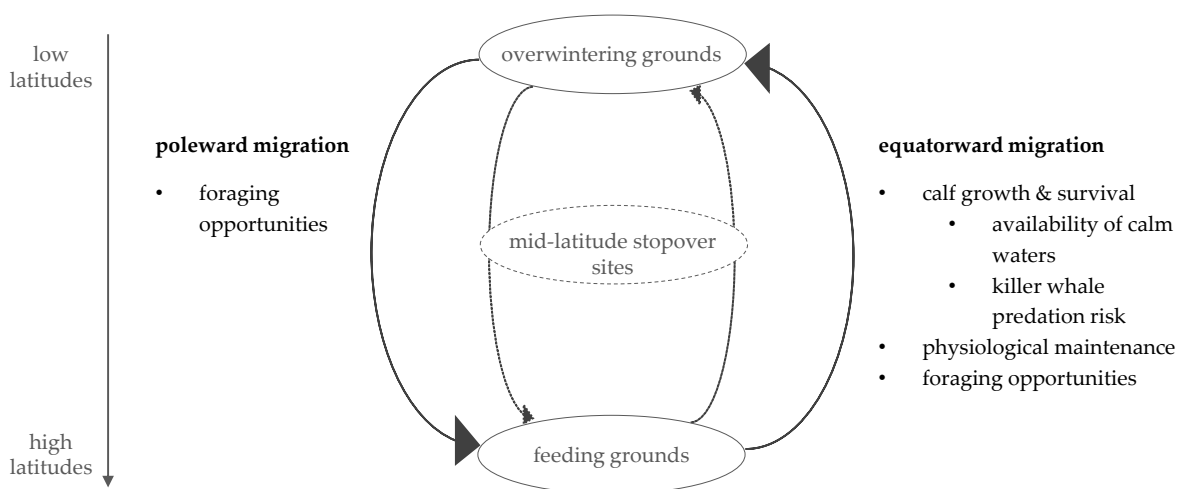 low
latitudes
high
latitudes
poleward migration
• foraging
opportunities
overwintering grounds
mid-latitude stopover
sites
feeding grounds
equatorward migration
• calf growth & survival
• availability of calm
waters
• killer whale
predation risk
• physiological maintenance
• foraging opportunities